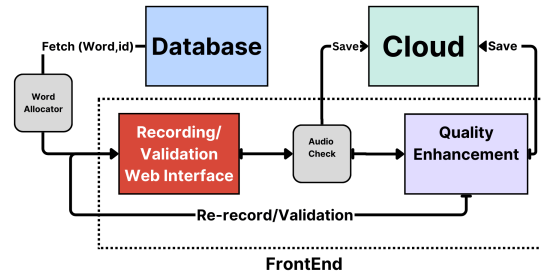 Database
Cloud
Fetch (Word,id)
Save
Save
Word
Allocator
Recording/
Validation
Web Interface
Audio
Check
Quality
Enhancement
Re-record/Validation
FrontEnd